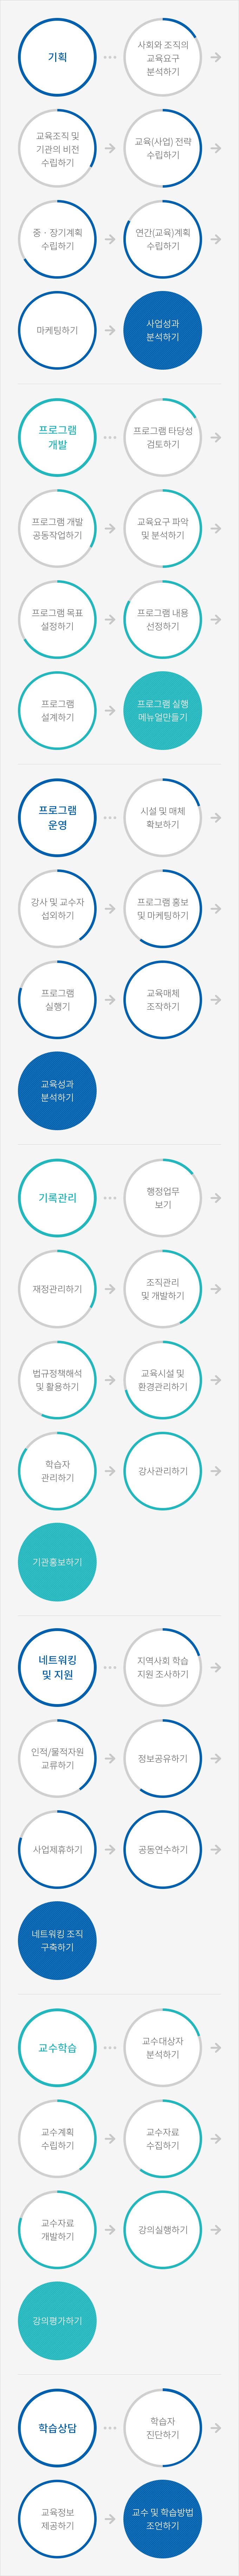 기획
사회와 조직의
교육요구
분석하기
교육조직 및
기관의 비전
수립하기
교육(사업) 전략
수립하기
중 · 장기계획
수립하기
연간(교육)계획
수립하기
마케팅하기
사업성과
분석하기
프로그램
개발
프로그램 타당성
검토하기
프로그램 개발
공동작업하기
교육요구 파악
및 분석하기
프로그램 목표
설정하기
프로그램 내용
선정하기
프로그램
설계하기
프로그램 실행
메뉴얼만들기
프로그램
운영
시설 및 매체
확보하기
강사 및 교수자
섭외하기
프로그램 홍보
및 마케팅하기
프로그램
실행기
교육매체
조작하기
교육성과
분석하기
기록관리
행정업무
보기
재정관리하기
조직관리
및 개발하기
법규정책해석
및 활용하기
교육시설 및
환경관리하기
학습자
관리하기
강사관리하기
기관홍보하기
네트워킹
및 지원
지역사회 학습
지원 조사하기
인적/물적자원
교류하기
정보공유하기
사업제휴하기
공동연수하기
네트워킹 조직
구축하기
교수학습
교수대상자
분석하기
교수계획
수립하기
교수자료
수집하기
교수자료
개발하기
강의실행하기
강의평가하기
학습상담
학습자
진단하기
교육정보
제공하기
교수 및 학습방법
조언하기